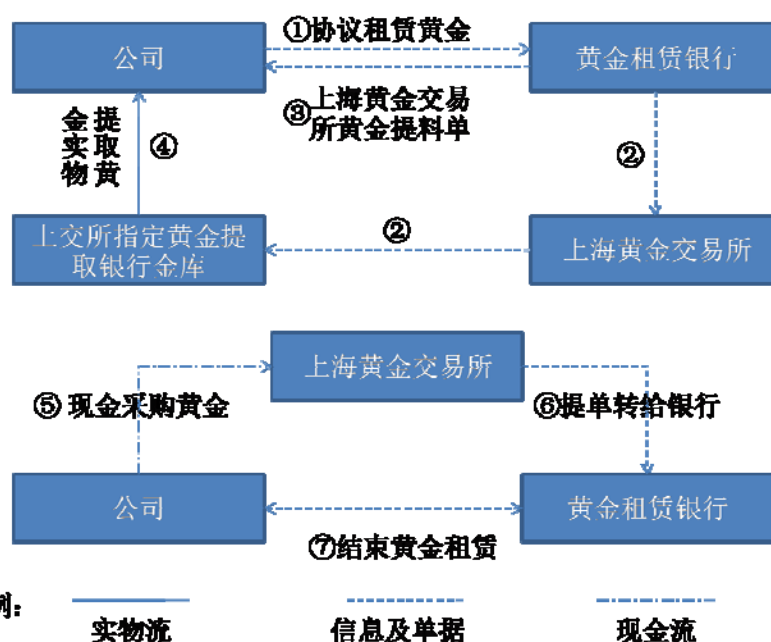 ①协议租赁黄金
公司
黄金租赁银行
③上海黄金交易
所黄金提料单
提取黄
金实物
④
②
上交所指定黄金提
取银行金库
②
上海黄金交易所
上海黄金交易所
⑤ 现金采购黄金
⑥提单转给银行
公司
黄金租赁银行
⑦结束黄金租赁
例：
实物流
信息及单据
现金流